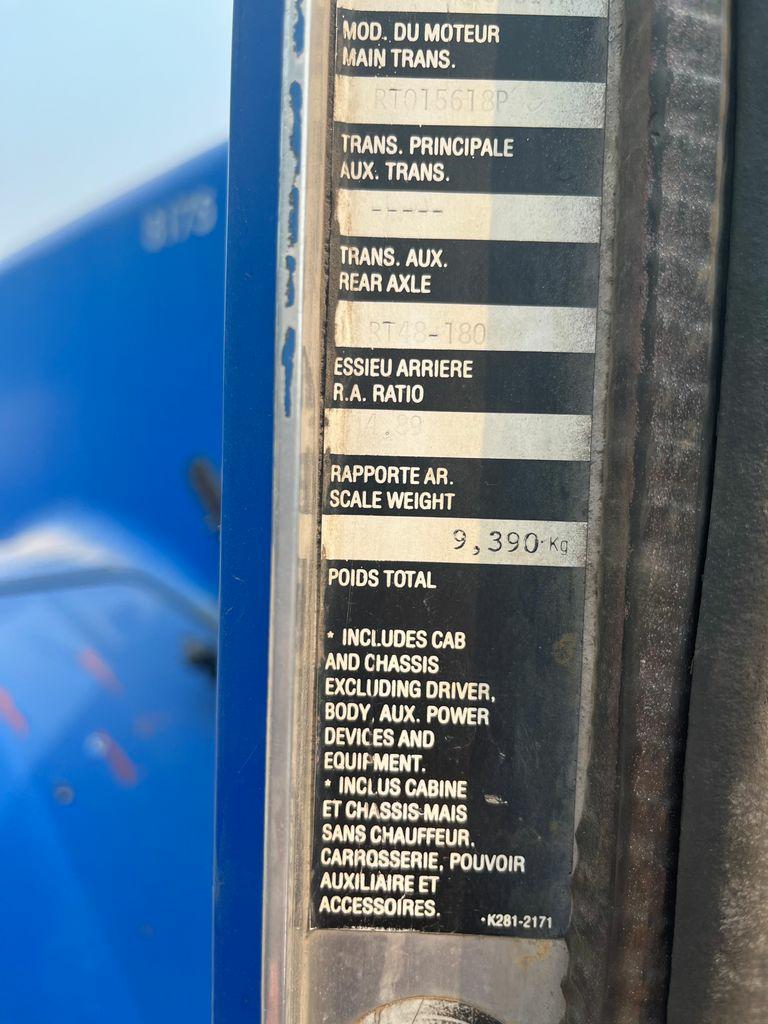 MOD. DU MOTEUR
MAIN TRANS.
RTO15618P
TRANS. PRINCIPALE
AUX. TRANS.
-----
TRANS. AUX.
REAR AXLE
RT48-180
ESSIEU ARRIERE
R.A. RATIO
4.89
RAPPORTE AR.
SCALE WEIGHT
9,390 Kg
POIDS TOTAL
* INCLUDES CAB
AND CHASSIS
EXCLUDING DRIVER,
BODY, AUX. POWER
DEVICES AND
EQUIPMENT.
* INCLUS CABINE
ET CHASSIS MAIS
SANS CHAUFFEUR,
CARROSSERIE, POUVOIR
AUXILIAIRE ET
ACCESSOIRES.
K281-2171